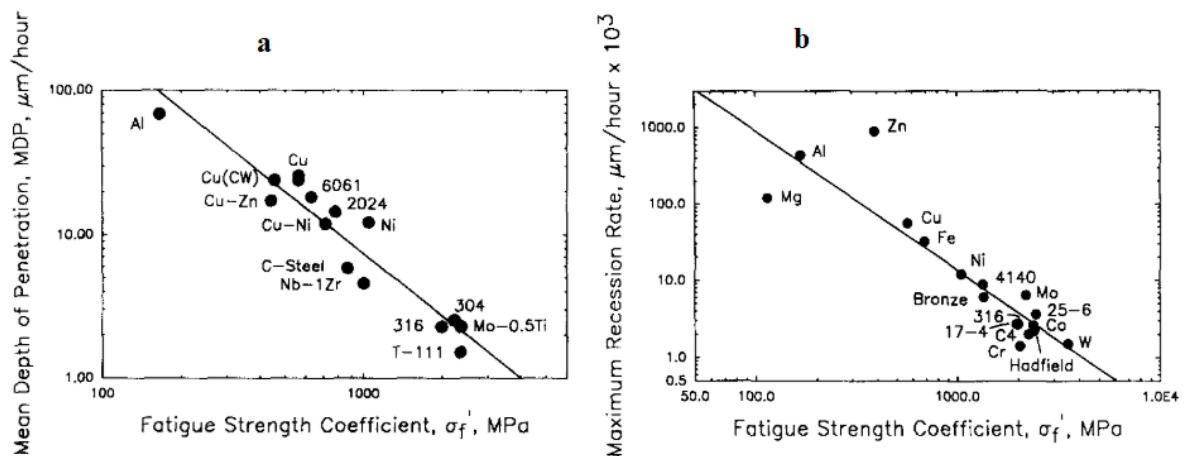 a
Mean Depth of Penetration, MDP, μm/hour
100.00
10.00
1.00
100
1000
Al
Cu
Cu(CW)
6061
Cu-Zn
2024
Cu-Ni
Ni
C-Steel
Nb-1Zr
304
316
Mo-0.5Ti
T-111
Fatigue Strength Coefficient, σf', MPa
b
Maximum Recession Rate, μm/hour x 10³
1000.0
100.0
10.0
1.0
0.5
50.0
100.0
1000.0
1.0E4
Zn
Al
Mg
Cu
Fe
Ni
4140
Bronze
Mo
316
25-6
17-4
Co
C4
W
Cr
Hadfield
Fatigue Strength Coefficient, σf', MPa